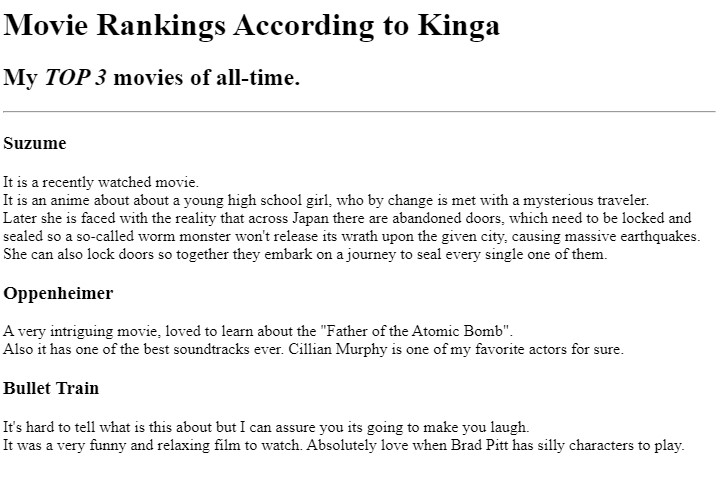 Movie Rankings According to Kinga
My TOP 3 movies of all-time.
Suzume
It is a recently watched movie.
It is an anime about about a young high school girl, who by change is met with a mysterious traveler.
Later she is faced with the reality that across Japan there are abandoned doors, which need to be locked and
sealed so a so-called worm monster won't release its wrath upon the given city, causing massive earthquakes.
She can also lock doors so together they embark on a journey to seal every single one of them.
Oppenheimer
A very intriguing movie, loved to learn about the "Father of the Atomic Bomb".
Also it has one of the best soundtracks ever. Cillian Murphy is one of my favorite actors for sure.
Bullet Train
It's hard to tell what is this about but I can assure you its going to make you laugh.
It was a very funny and relaxing film to watch. Absolutely love when Brad Pitt has silly characters to play.